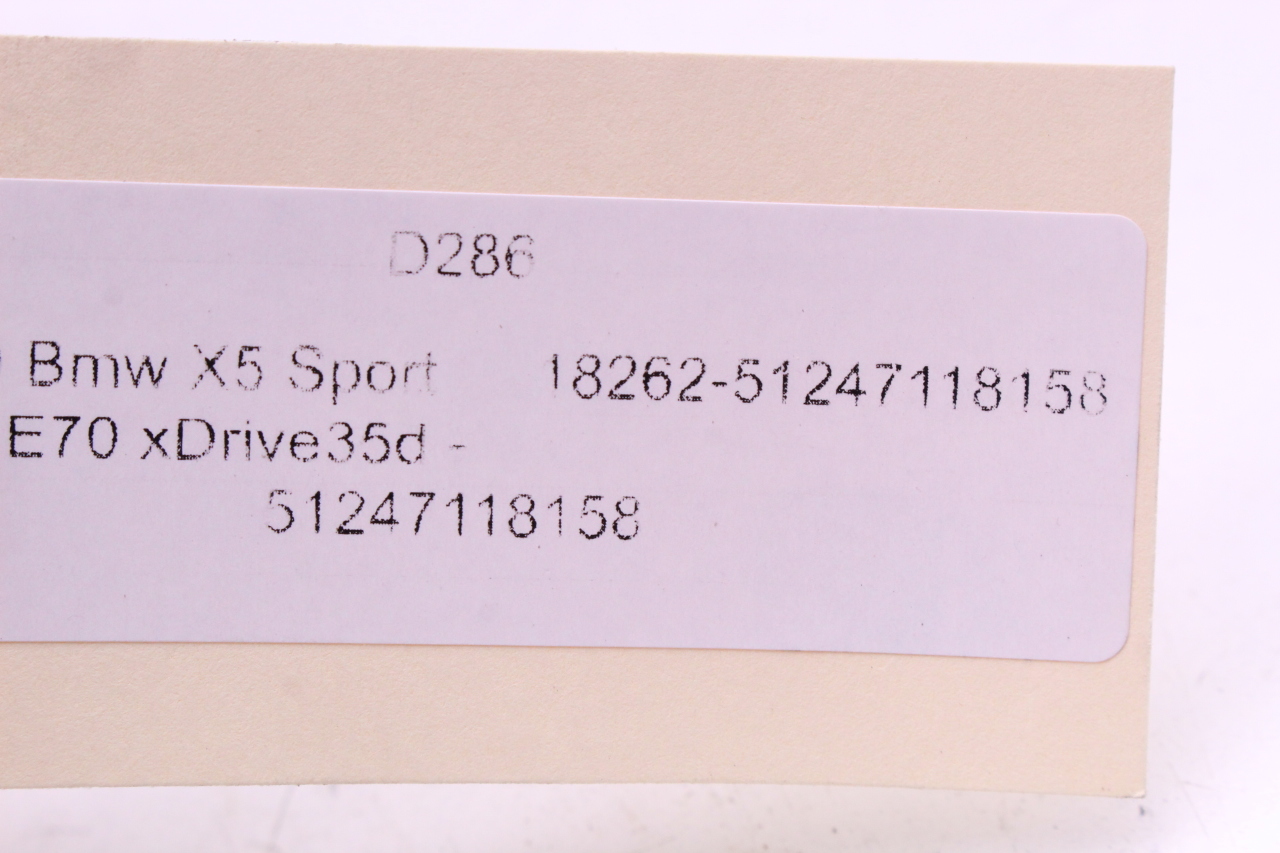 D286
Bmw X5 Sport 18262-51247118158
E70 xDrive35d -
51247118158